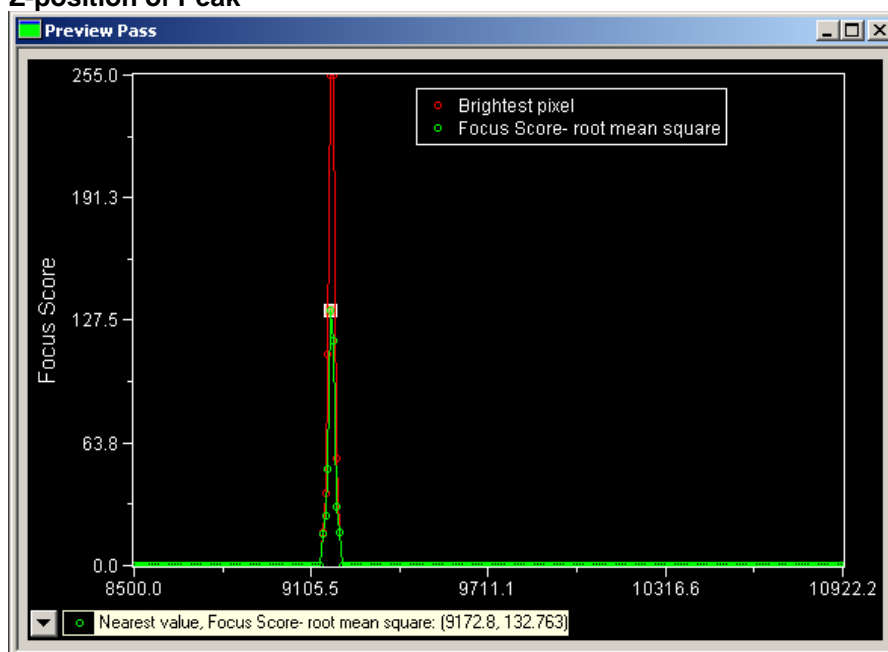 Z-position of Peak
Preview Pass
255.0
Brightest pixel
Focus Score- root mean square
191.3
Focus Score
127.5
63.8
0.0
8500.0 9105.5 9711.1 10316.6 10922.2
Nearest value, Focus Score- root mean square: (9172.8, 132.763)